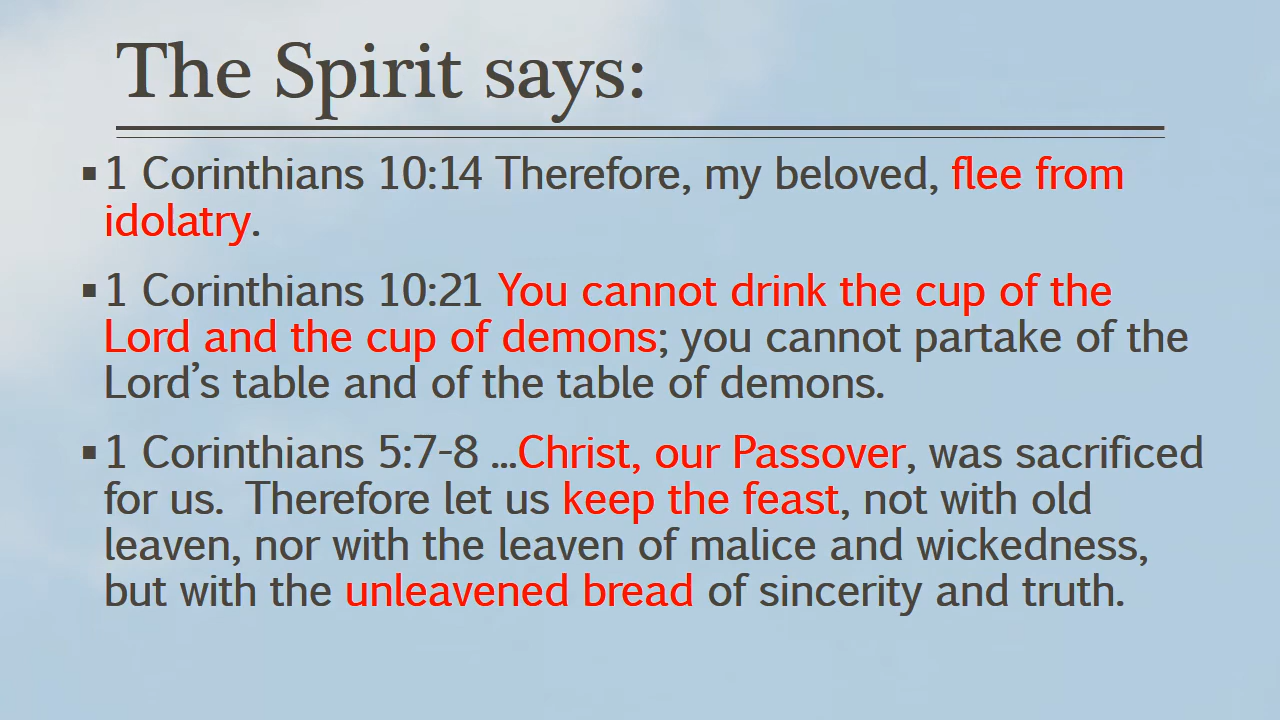 The Spirit says:
▪1 Corinthians 10:14 Therefore, my beloved, flee from
idolatry.
▪1 Corinthians 10:21 You cannot drink the cup of the
Lord and the cup of demons; you cannot partake of the
Lord’s table and of the table of demons.
▪1 Corinthians 5:7-8 …Christ, our Passover, was sacrificed
for us.  Therefore let us keep the feast, not with old
leaven, nor with the leaven of malice and wickedness,
but with the unleavened bread of sincerity and truth.